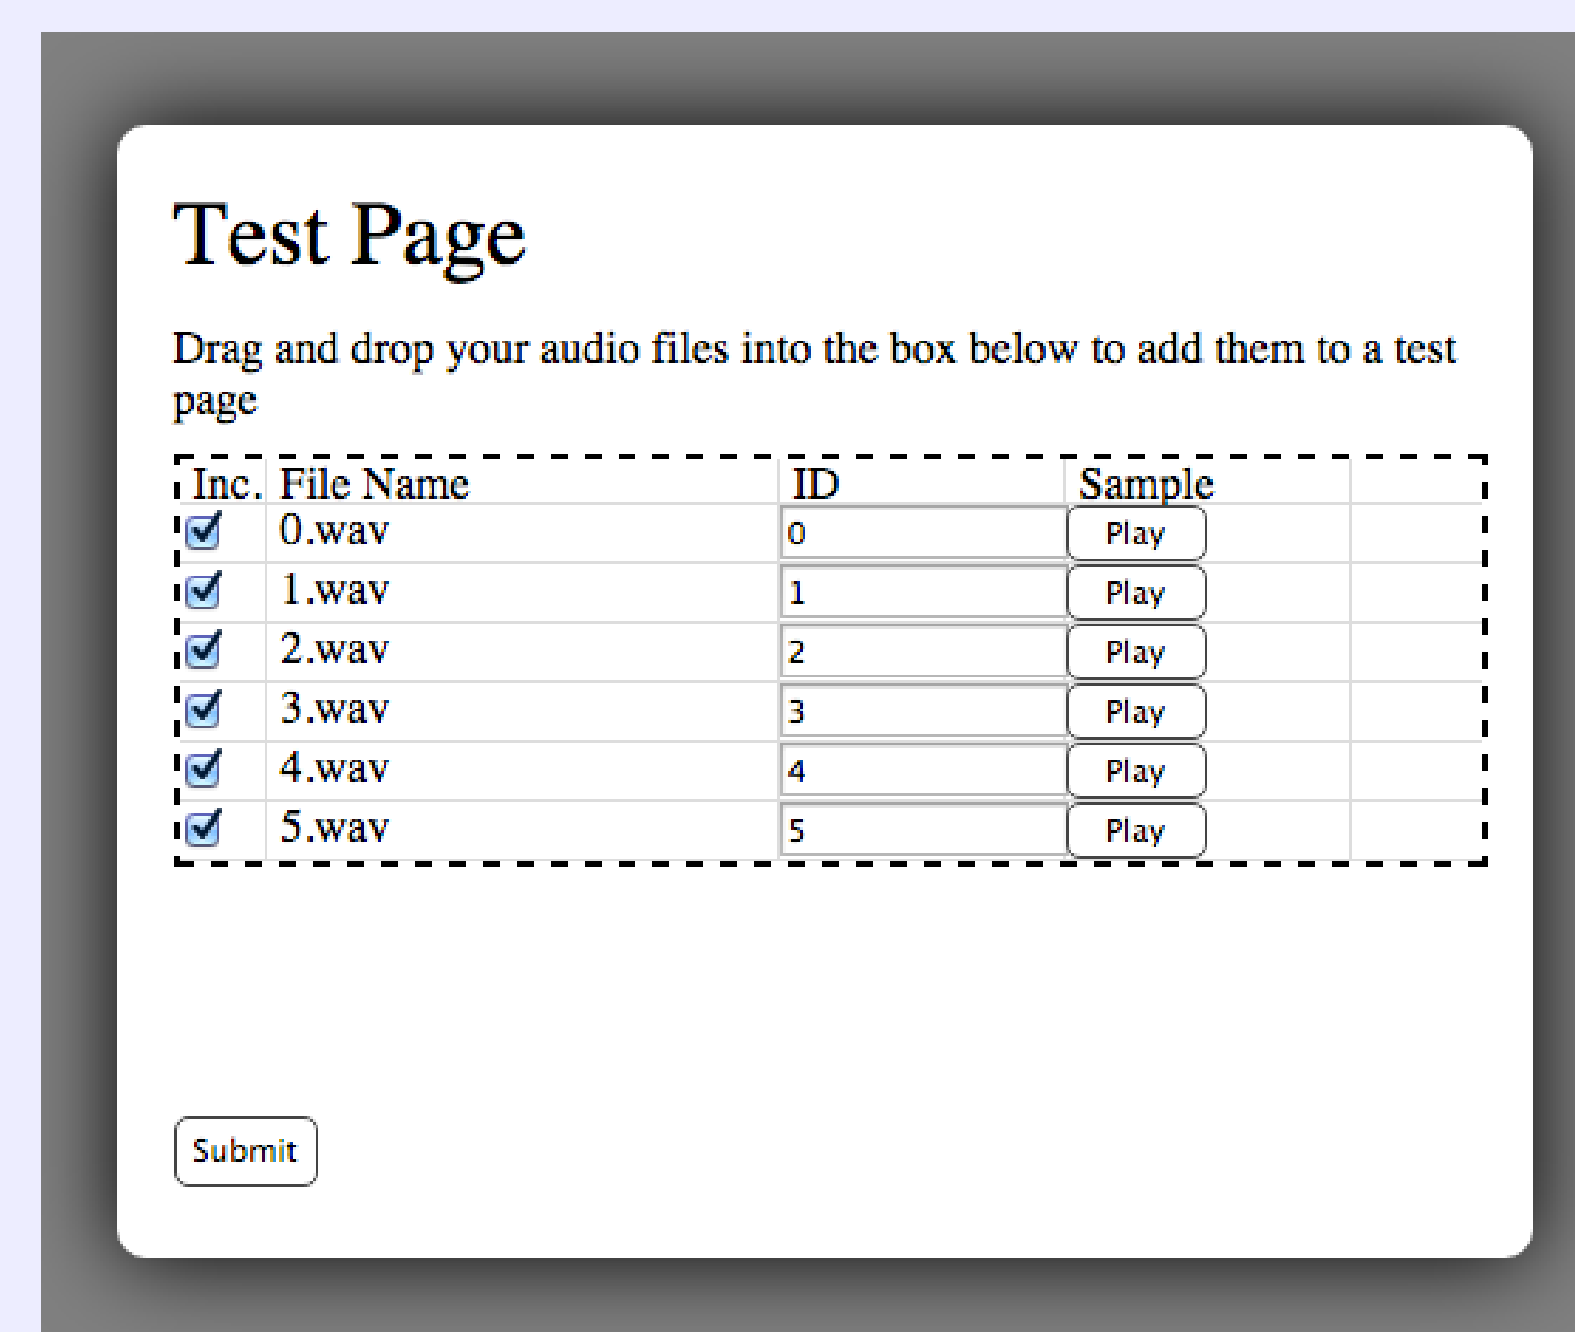 Test Page
Drag and drop your audio files into the box below to add them to a test
page
Inc. File Name ID Sample
0.wav 0 Play
1.wav 1 Play
2.wav 2 Play
3.wav 3 Play
4.wav 4 Play
5.wav 5 Play
Submit